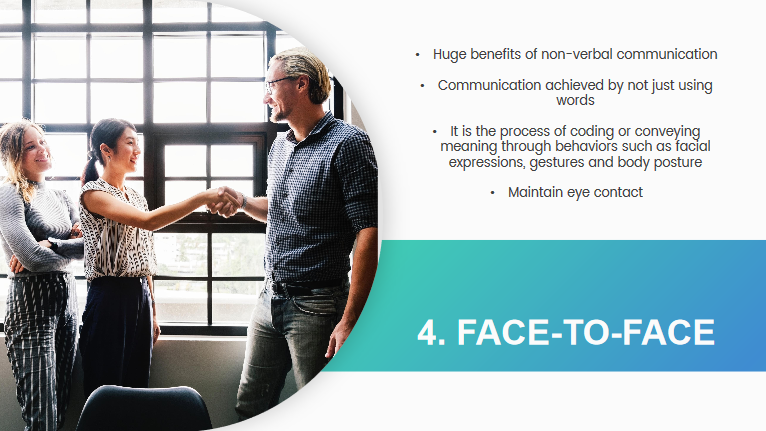 • Huge benefits of non-verbal communication
• Communication achieved by not just using
words
• It is the process of coding or conveying
meaning through behaviors such as facial
expressions, gestures and body posture
• Maintain eye contact
4. FACE-TO-FACE